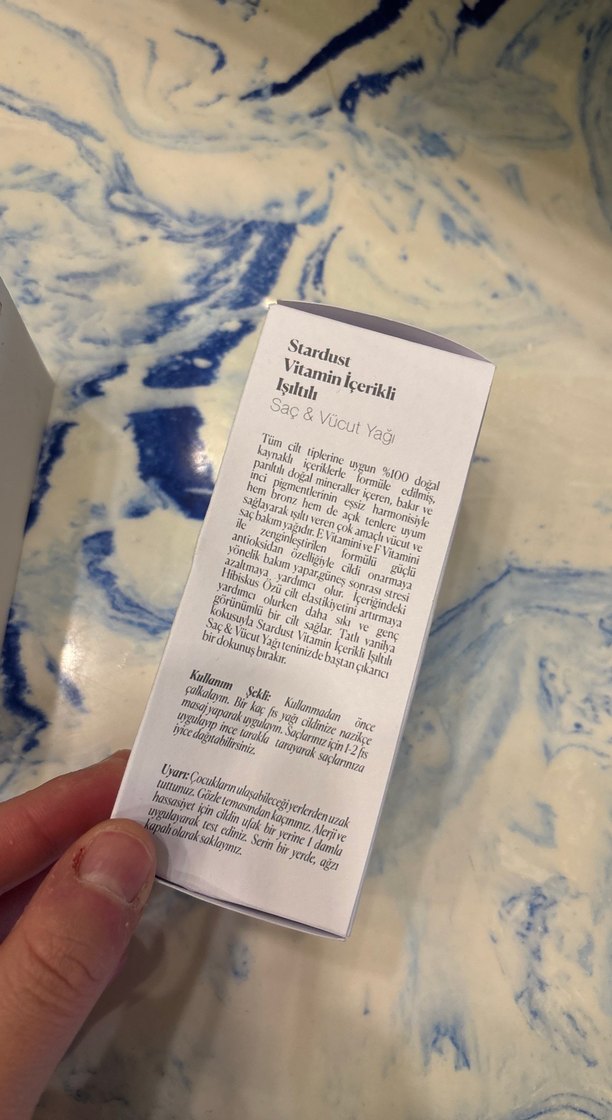 Stardust
Vitamin İçerikli
Işıltılı
Saç & Vücut Yağı
Tüm cilt tiplerine uygun %100 doğal
kaynaklı içeriklerle formüle edilmiş,
parıltılı doğal mineraller içeren, bakır ve
inci pigmentlerinin eşsiz harmonisiyle
hem bronz hem de açık tenlere uyum
sağlayarak ışıltı veren çok amaçlı vücut ve
saç bakım yağıdır. E Vitamini ve F Vitamini
ile zenginleştirilen formülü güçlü
antioksidan özelliğiyle cildi onarmaya
yönelik bakım yapar,güneş sonrası stresi
azaltmaya yardımcı olur. İçeriğindeki
Hibiskus Özü cilt elastikiyetini artırmaya
yardımcı olurken daha sıkı ve genç
görünümlü bir cilt sağlar. Tatlı vanilya
kokusuyla Stardust Vitamin İçerikli Işıltılı
Saç & Vücut Yağı teninizde baştan çıkarıcı
bir dokunuş bırakır.
Kullanım Şekli: Kullanmadan önce
çalkalayın. Bir kaç fıs yağı cildinize nazikçe
masaj yaparak uygulayın. Saçlarınız için 1-2 fıs
uygulayıp ince tarakla tarayarak saçlarınıza
iyice dağıtabilirsiniz.
Uyarı: Çocukların ulaşabileceği yerlerden uzak
tutunuz. Gözle temasından kaçınınız. Alerji ve
hassasiyet için cildin ufak bir yerine 1 damla
uygulayarak test ediniz. Serin bir yerde, ağzı
kapalı olarak saklayınız.